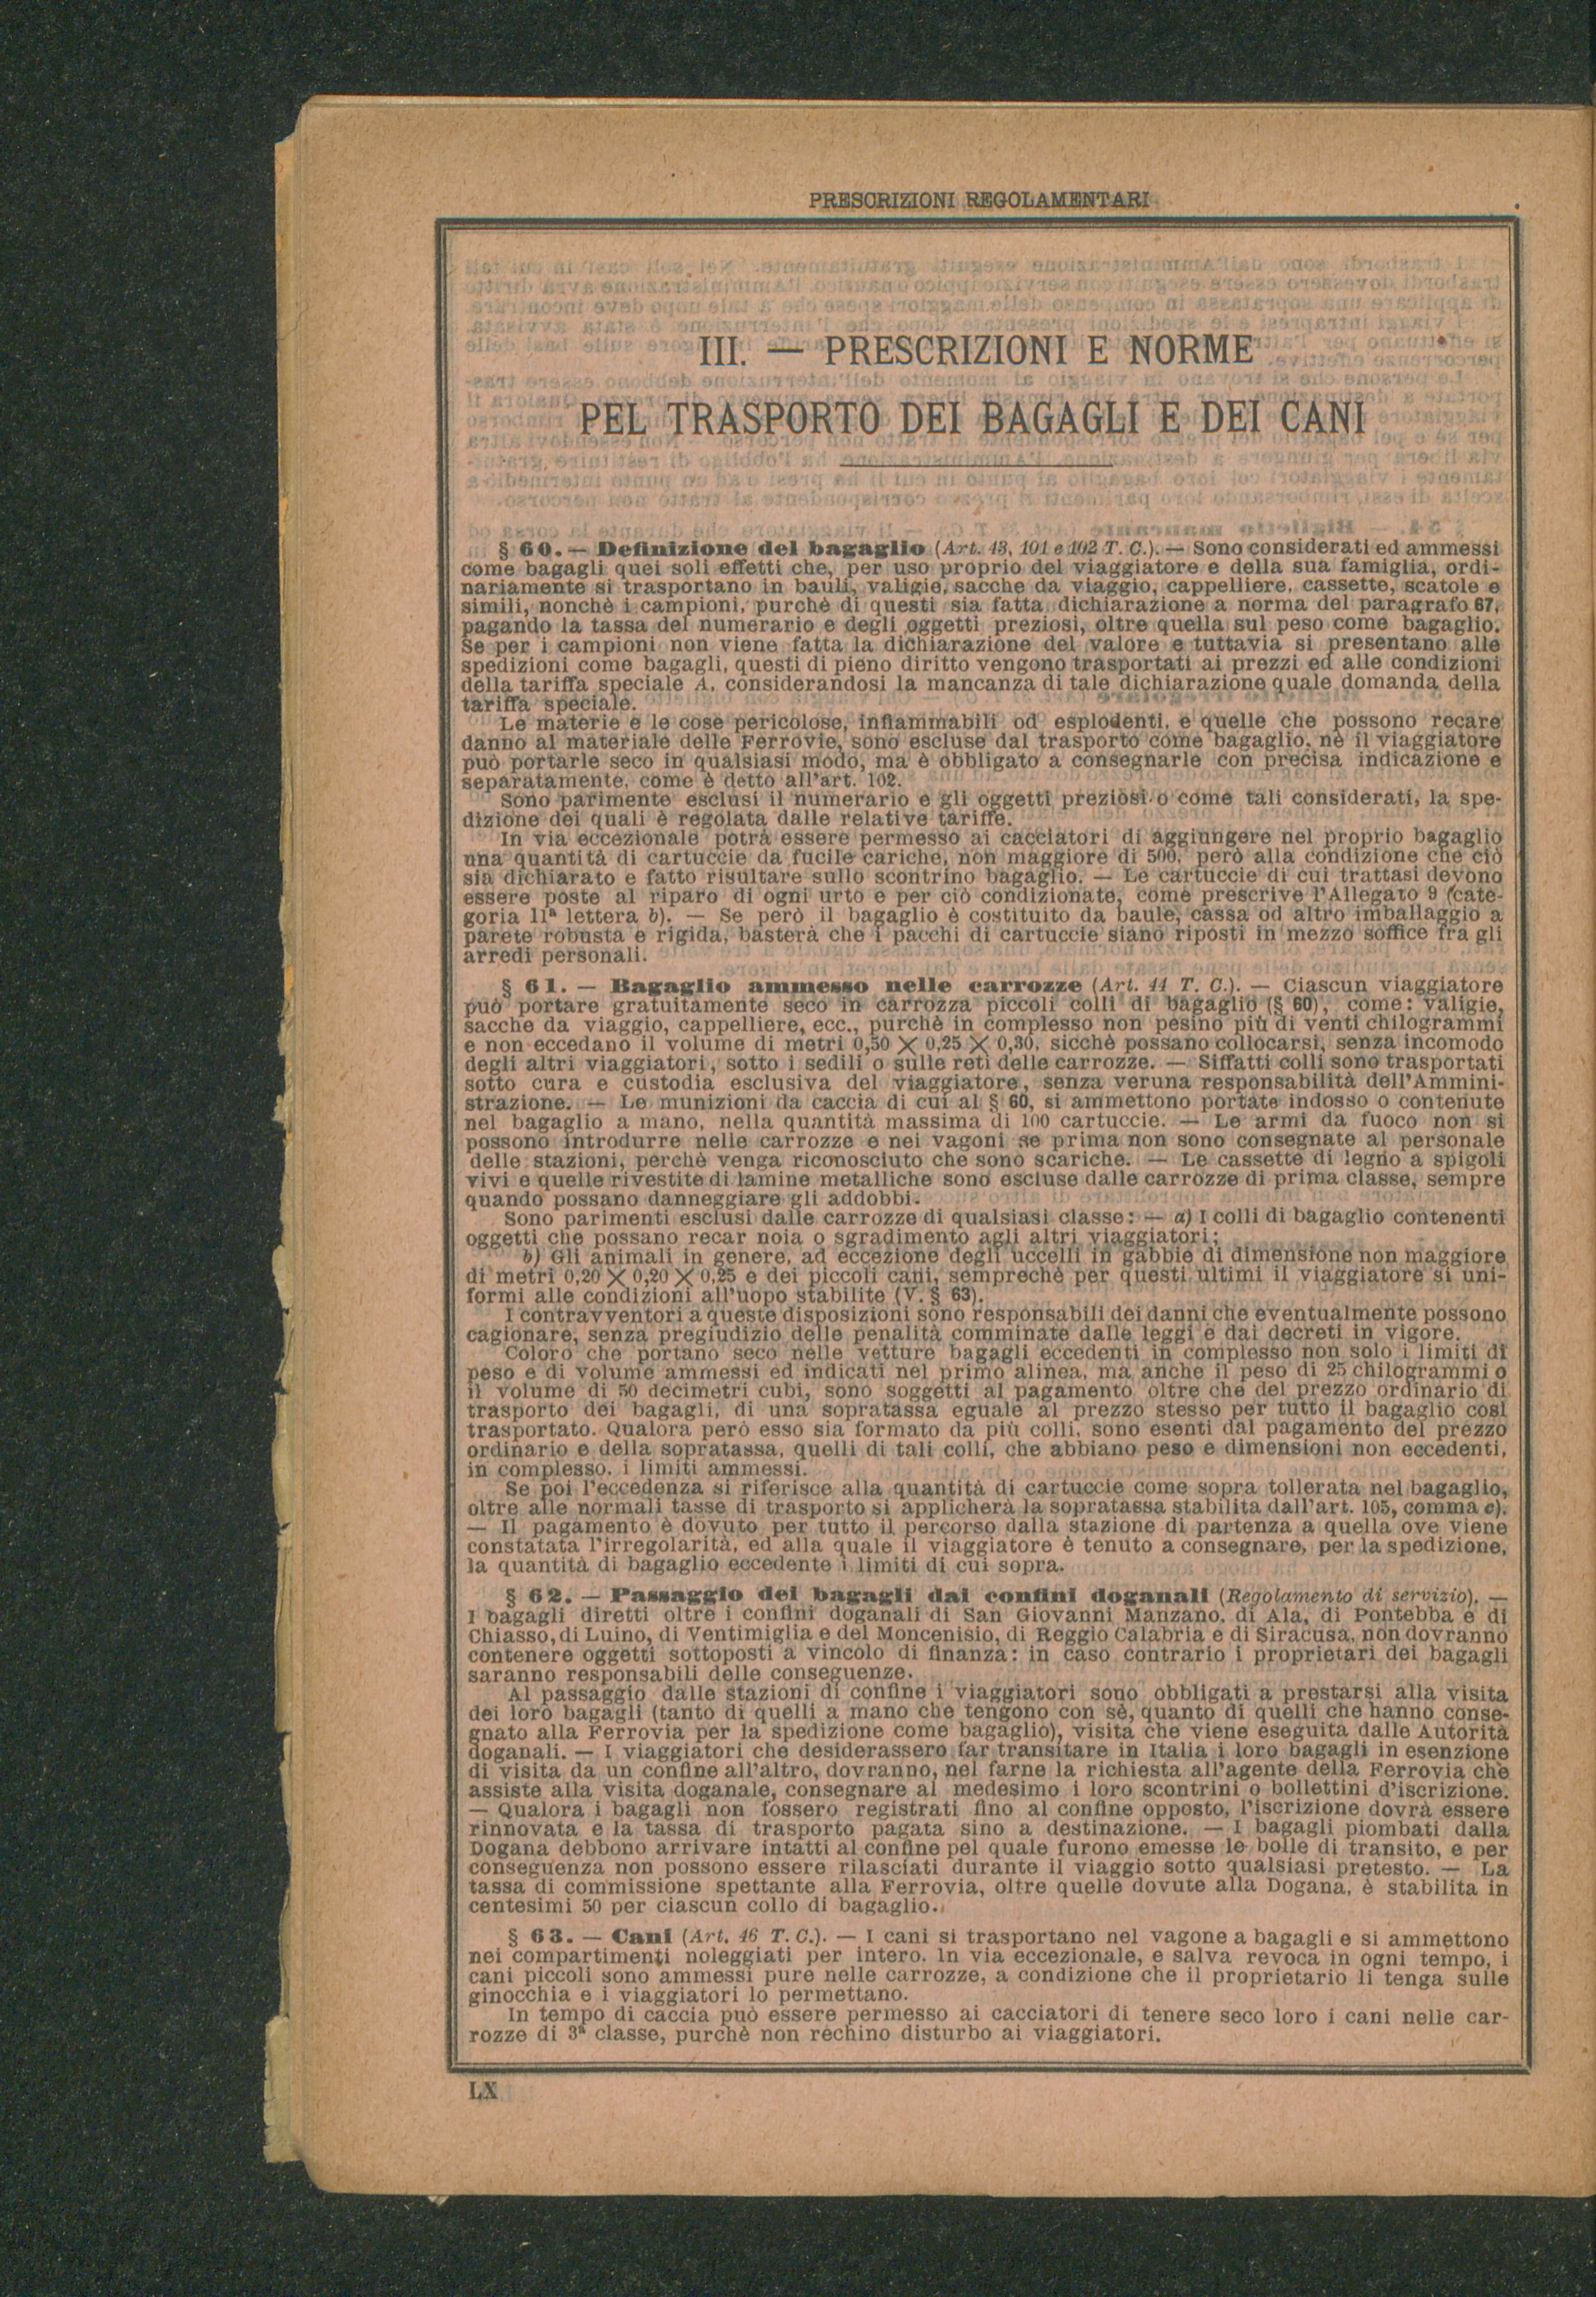 PRESCRIZIONI REGOLAMENTARI
III. — PRESCRIZIONI E NORME
PEL TRASPORTO DEI BAGAGLI E DEI CANI
§ 60. — Definizione del bagaglio (Art. 13, 101 e 102 T. C.). — Sono considerati ed ammessi
come bagagli quei soli effetti che, per uso proprio del viaggiatore e della sua famiglia, ordi-
nariamente si trasportano in bauli, valigie, sacche da viaggio, cappelliere, cassette, scatole e
simili, nonchè i campioni, purchè di questi sia fatta dichiarazione a norma del paragrafo 67,
pagando la tassa del numerario e degli oggetti preziosi, oltre quella sul peso come bagaglio.
Se per i campioni non viene fatta la dichiarazione del valore e tuttavia si presentano alle
spedizioni come bagagli, questi di pieno diritto vengono trasportati ai prezzi ed alle condizioni
della tariffa speciale A, considerandosi la mancanza di tale dichiarazione quale domanda della
tariffa speciale.
Le materie e le cose pericolose, infiammabili od esplodenti, e quelle che possono recare
danno al materiale delle Ferrovie, sono escluse dal trasporto come bagaglio, nè il viaggiatore
può portarle seco in qualsiasi modo, ma è obbligato a consegnarle con precisa indicazione e
separatamente, come è detto all'art. 102.
Sono parimente esclusi il numerario e gli oggetti preziosi o come tali considerati, la spe-
dizione dei quali è regolata dalle relative tariffe.
In via eccezionale potrà essere permesso ai cacciatori di aggiungere nel proprio bagaglio
una quantità di cartuccie da fucile cariche, non maggiore di 500, però alla condizione che ciò
sia dichiarato e fatto risultare sullo scontrino bagaglio. — Le cartuccie di cui trattasi devono
essere poste al riparo di ogni urto e per ciò condizionate, come prescrive l'Allegato 9 (cate-
goria 11ª lettera b). — Se però il bagaglio è costituito da baule, cassa od altro imballaggio a
parete robusta e rigida, basterà che i pacchi di cartuccie siano riposti in mezzo soffice fra gli
arredi personali.
§ 61. — Bagaglio ammesso nelle carrozze (Art. 11 T. C.). — Ciascun viaggiatore
può portare gratuitamente seco in carrozza piccoli colli di bagaglio (§ 60), come: valigie,
sacche da viaggio, cappelliere, ecc., purchè in complesso non pesino più di venti chilogrammi
e non eccedano il volume di metri 0,50 × 0,25 × 0,30, sicchè possano collocarsi, senza incomodo
degli altri viaggiatori, sotto i sedili o sulle reti delle carrozze. — Siffatti colli sono trasportati
sotto cura e custodia esclusiva del viaggiatore, senza veruna responsabilità dell'Ammini-
strazione. — Le munizioni da caccia di cui al § 60, si ammettono portate indosso o contenute
nel bagaglio a mano, nella quantità massima di 100 cartuccie. — Le armi da fuoco non si
possono introdurre nelle carrozze e nei vagoni se prima non sono consegnate al personale
delle stazioni, perchè venga riconosciuto che sono scariche. — Le cassette di legno a spigoli
vivi e quelle rivestite di lamine metalliche sono escluse dalle carrozze di prima classe, sempre
quando possano danneggiare gli addobbi.
Sono parimenti esclusi dalle carrozze di qualsiasi classe: — a) I colli di bagaglio contenenti
oggetti che possano recar noia o sgradimento agli altri viaggiatori;
b) Gli animali in genere, ad eccezione degli uccelli in gabbie di dimensione non maggiore
di metri 0,20 × 0,20 × 0,25 e dei piccoli cani, semprechè per questi ultimi il viaggiatore si uni-
formi alle condizioni all'uopo stabilite (V. § 63).
I contravventori a queste disposizioni sono responsabili dei danni che eventualmente possono
cagionare, senza pregiudizio delle penalità comminate dalle leggi e dai decreti in vigore.
Coloro che portano seco nelle vetture bagagli eccedenti in complesso non solo i limiti di
peso e di volume ammessi ed indicati nel primo alinea, ma anche il peso di 25 chilogrammi o
il volume di 50 decimetri cubi, sono soggetti al pagamento oltre che del prezzo ordinario di
trasporto dei bagagli, di una sopratassa eguale al prezzo stesso per tutto il bagaglio così
trasportato. Qualora però esso sia formato da più colli, sono esenti dal pagamento del prezzo
ordinario e della sopratassa, quelli di tali colli, che abbiano peso e dimensioni non eccedenti,
in complesso, i limiti ammessi.
Se poi l'eccedenza si riferisce alla quantità di cartuccie come sopra tollerata nel bagaglio,
oltre alle normali tasse di trasporto si applicherà la sopratassa stabilita dall'art. 105, comma c).
— Il pagamento è dovuto per tutto il percorso dalla stazione di partenza a quella ove viene
constatata l'irregolarità, ed alla quale il viaggiatore è tenuto a consegnare, per la spedizione,
la quantità di bagaglio eccedente i limiti di cui sopra.
§ 62. — Passaggio dei bagagli dai confini doganali (Regolamento di servizio). —
I bagagli diretti oltre i confini doganali di San Giovanni Manzano, di Ala, di Pontebba e di
Chiasso, di Luino, di Ventimiglia e del Moncenisio, di Reggio Calabria e di Siracusa, non dovranno
contenere oggetti sottoposti a vincolo di finanza: in caso contrario i proprietari dei bagagli
saranno responsabili delle conseguenze.
Al passaggio dalle stazioni di confine i viaggiatori sono obbligati a prestarsi alla visita
dei loro bagagli (tanto di quelli a mano che tengono con sè, quanto di quelli che hanno conse-
gnato alla Ferrovia per la spedizione come bagaglio), visita che viene eseguita dalle Autorità
doganali. — I viaggiatori che desiderassero far transitare in Italia i loro bagagli in esenzione
di visita da un confine all'altro, dovranno, nel farne la richiesta all'agente della Ferrovia che
assiste alla visita doganale, consegnare al medesimo i loro scontrini o bollettini d'iscrizione.
— Qualora i bagagli non fossero registrati fino al confine opposto, l'iscrizione dovrà essere
rinnovata e la tassa di trasporto pagata sino a destinazione. — I bagagli piombati dalla
Dogana debbono arrivare intatti al confine pel quale furono emesse le bolle di transito, e per
conseguenza non possono essere rilasciati durante il viaggio sotto qualsiasi pretesto. — La
tassa di commissione spettante alla Ferrovia, oltre quelle dovute alla Dogana, è stabilita in
centesimi 50 per ciascun collo di bagaglio.
§ 63. — Cani (Art. 16 T. C.). — I cani si trasportano nel vagone a bagagli e si ammettono
nei compartimenti noleggiati per intero. In via eccezionale, e salva revoca in ogni tempo, i
cani piccoli sono ammessi pure nelle carrozze, a condizione che il proprietario li tenga sulle
ginocchia e i viaggiatori lo permettano.
In tempo di caccia può essere permesso ai cacciatori di tenere seco loro i cani nelle car-
rozze di 3ª classe, purchè non rechino disturbo ai viaggiatori.
LX